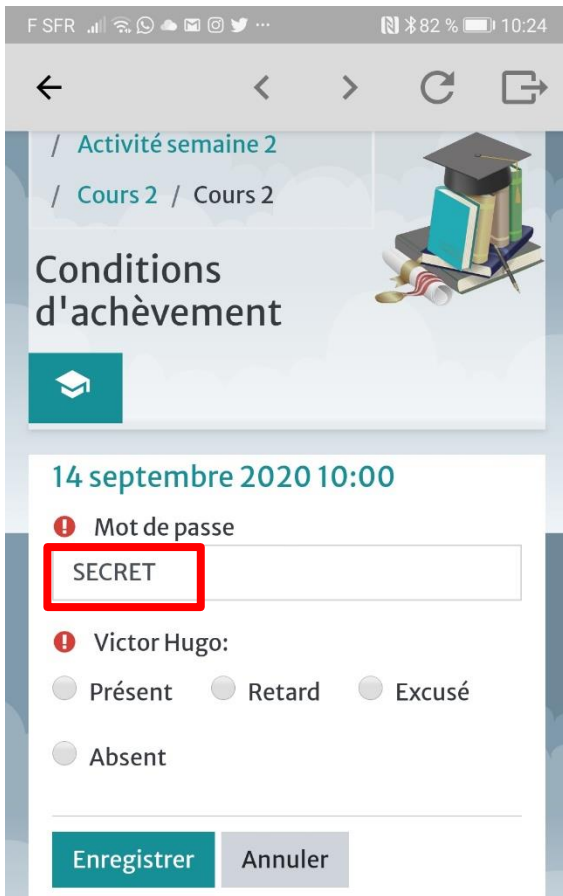 F SFR ... 82 % 10:24
/ Activité semaine 2
/ Cours 2 / Cours 2
Conditions
d'achèvement
14 septembre 2020 10:00
Mot de passe
SECRET
Victor Hugo:
Présent Retard Excusé
Absent
Enregistrer Annuler